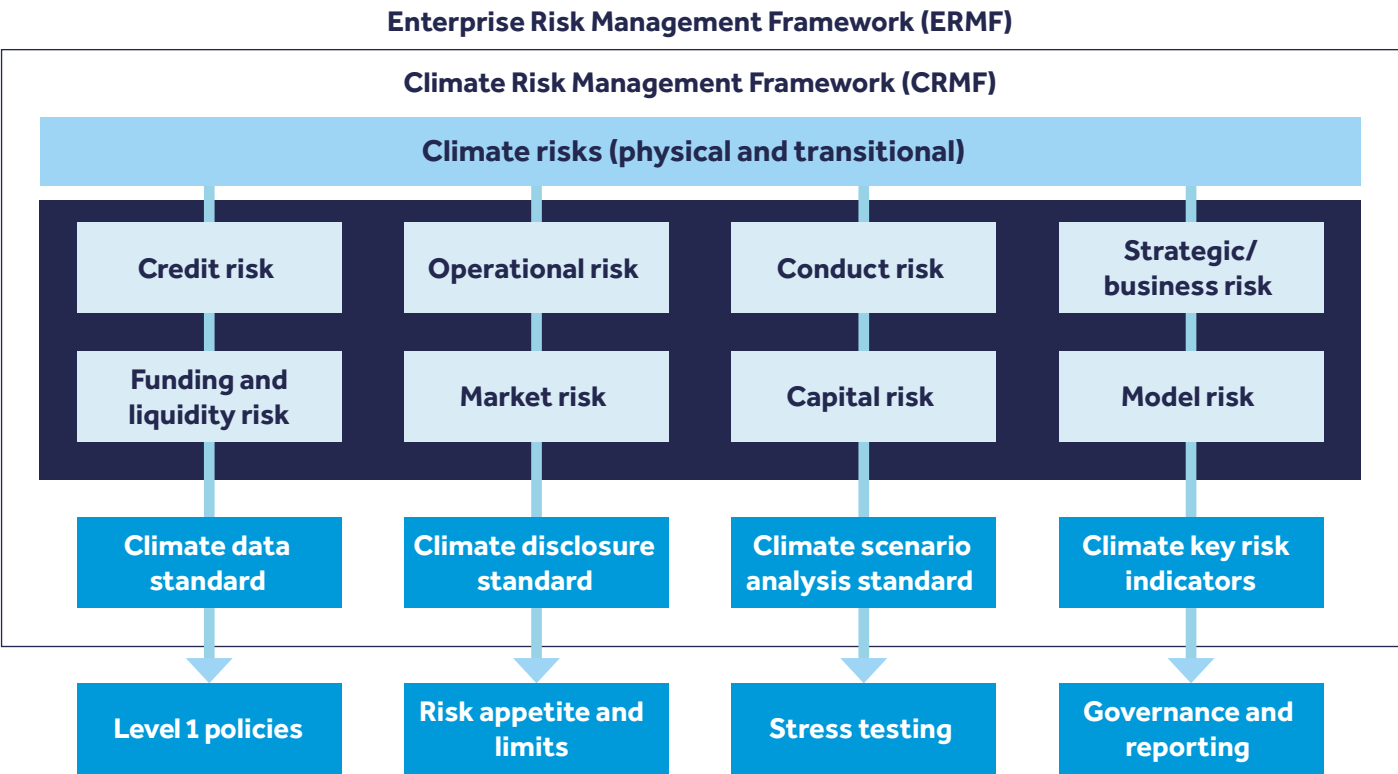 Enterprise Risk Management Framework (ERMF)
Climate Risk Management Framework (CRMF)
Climate risks (physical and transitional)
Credit risk
Operational risk
Conduct risk
Strategic/
business risk
Funding and
liquidity risk
Market risk
Capital risk
Model risk
Climate data
standard
Climate disclosure
standard
Climate scenario
analysis standard
Climate key risk
indicators
Level 1 policies
Risk appetite and
limits
Stress testing
Governance and
reporting